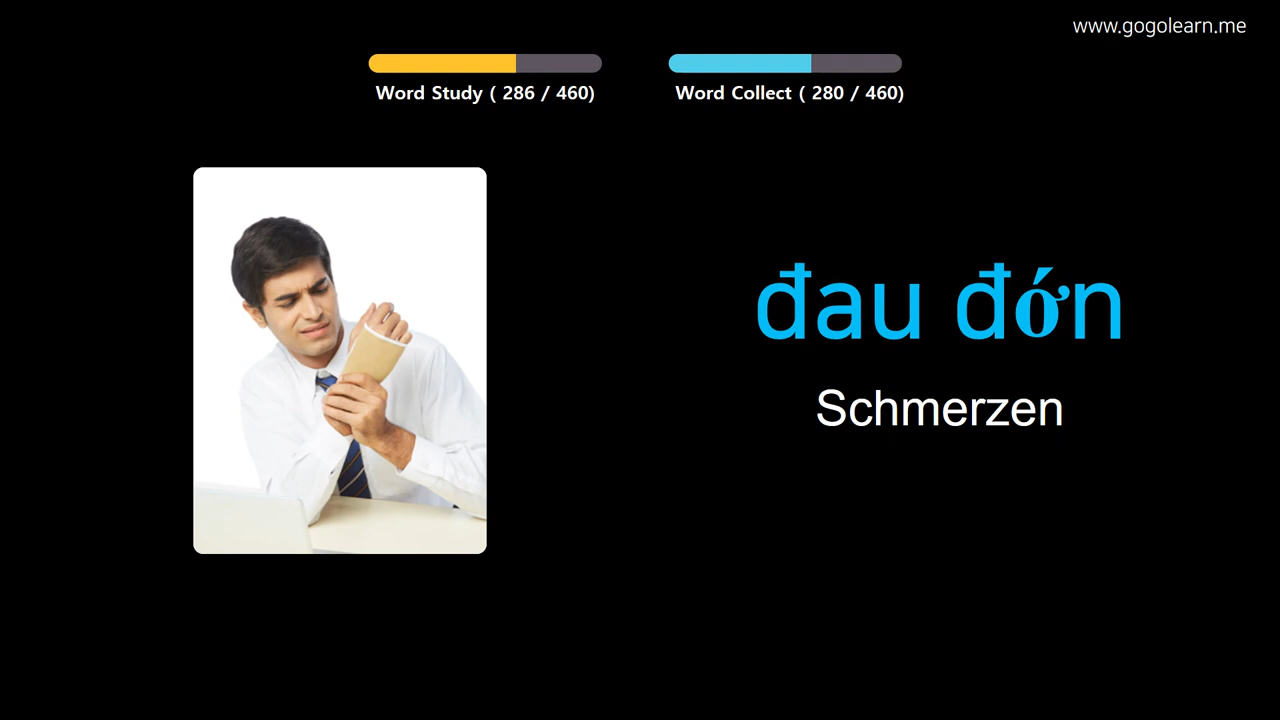 www.gogolearn.me
Word Study ( 286 / 460)
Word Collect ( 280 / 460)
đau đớn
Schmerzen